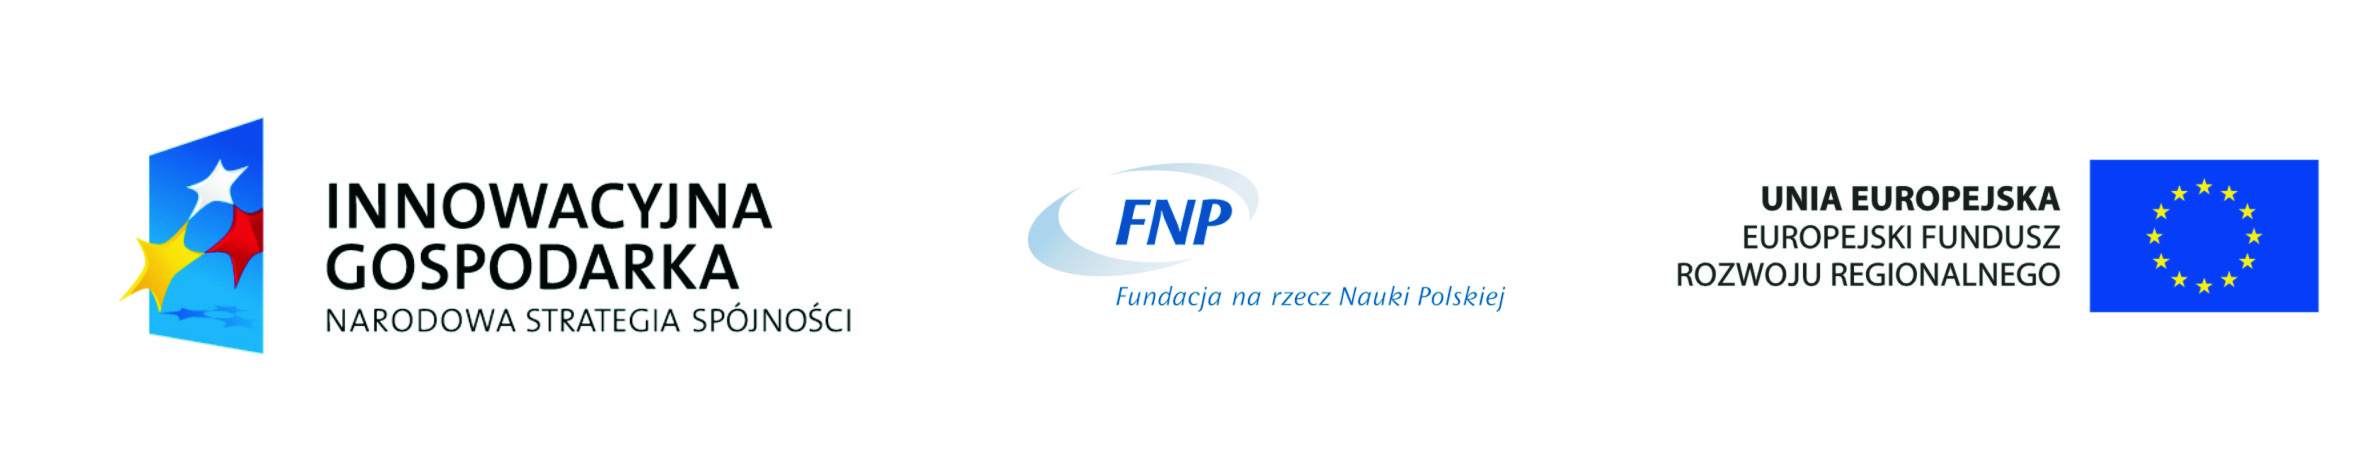 INNOWACYJNA
GOSPODARKA
NARODOWA STRATEGIA SPÓJNOŚCI
FNP
Fundacja na rzecz Nauki Polskiej
UNIA EUROPEJSKA
EUROPEJSKI FUNDUSZ
ROZWOJU REGIONALNEGO